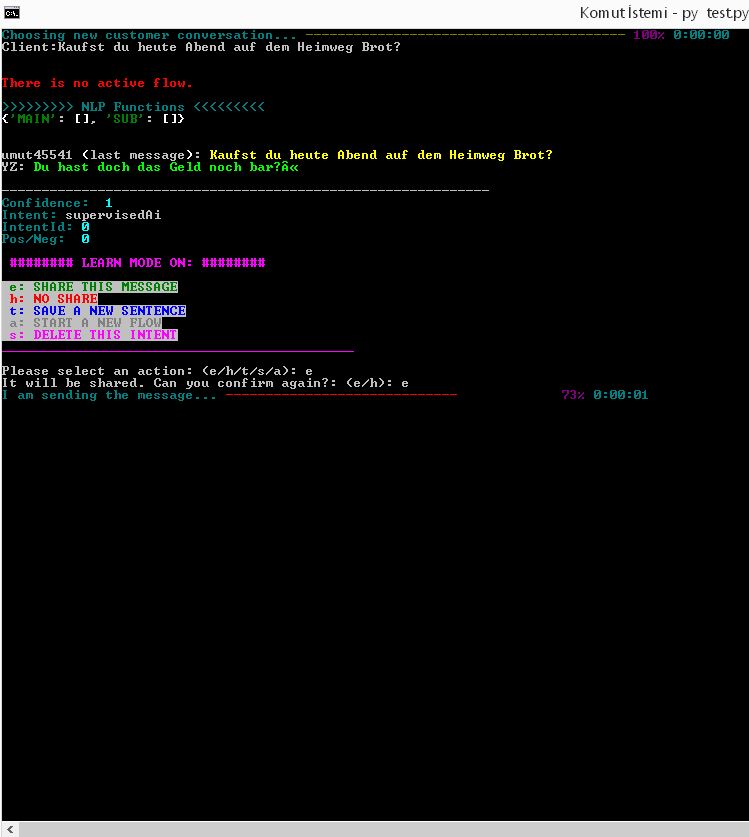 Komut İstemi - py  test.py
Choosing new customer conversation... ---------------------------------------- 100% 0:00:00
Client:Kaufst du heute Abend auf dem Heimweg Brot?
There is no active flow.
>>>>>>>>> NLP Functions <<<<<<<<<
{'MAIN': [], 'SUB': []}
umut45541 (last message): Kaufst du heute Abend auf dem Heimweg Brot?
YZ: Du hast doch das Geld noch bar?Â«
_____________________________________________________________
Confidence:  1
Intent: supervisedAi
IntentId: 0
Pos/Neg:  0
######## LEARN MODE ON: ########
e: SHARE THIS MESSAGE
h: NO SHARE
t: SAVE A NEW SENTENCE
a: START A NEW FLOW
s: DELETE THIS INTENT
____________________________________________
Please select an action: (e/h/t/s/a): e
It will be shared. Can you confirm again?: (e/h): e
I am sending the message... ----------------------------- 73% 0:00:01